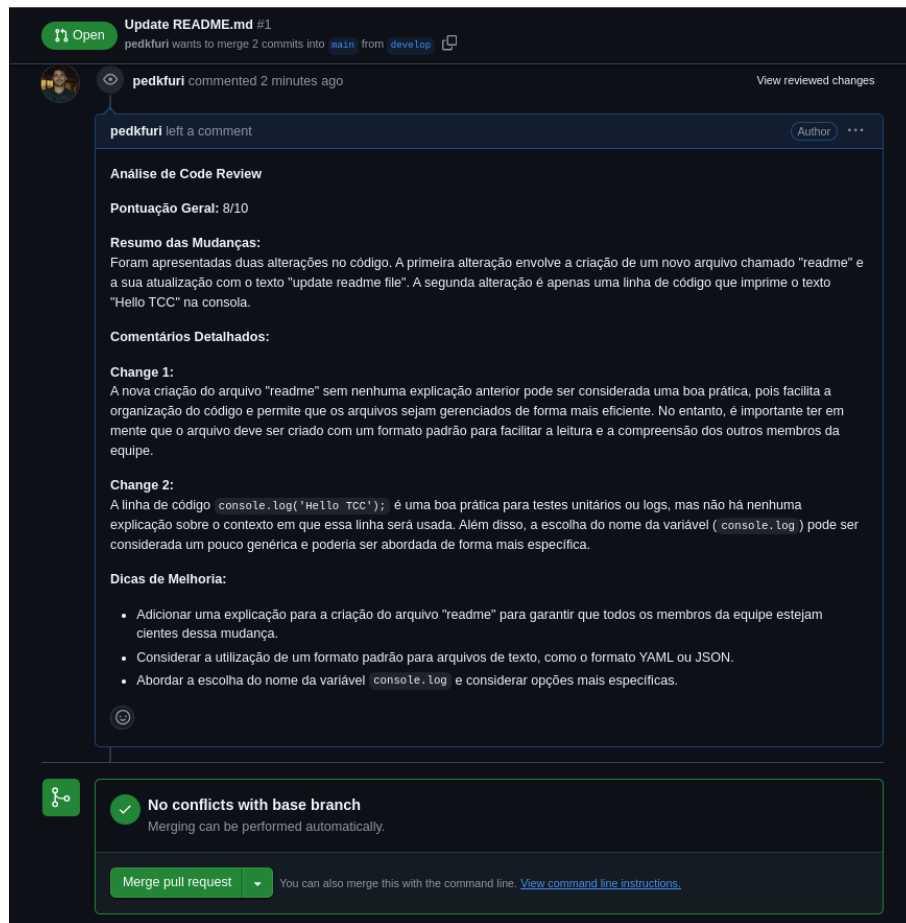 Open
Update README.md #1
pedkfuri wants to merge 2 commits into main from develop
pedkfuri commented 2 minutes ago
View reviewed changes
pedkfuri left a comment
Author
Análise de Code Review
Pontuação Geral: 8/10
Resumo das Mudanças:
Foram apresentadas duas alterações no código. A primeira alteração envolve a criação de um novo arquivo chamado "readme" e
a sua atualização com o texto "update readme file". A segunda alteração é apenas uma linha de código que imprime o texto
"Hello TCC" na consola.
Comentários Detalhados:
Change 1:
A nova criação do arquivo "readme" sem nenhuma explicação anterior pode ser considerada uma boa prática, pois facilita a
organização do código e permite que os arquivos sejam gerenciados de forma mais eficiente. No entanto, é importante ter em
mente que o arquivo deve ser criado com um formato padrão para facilitar a leitura e a compreensão dos outros membros da
equipe.
Change 2:
A linha de código console.log('Hello TCC'); é uma boa prática para testes unitários ou logs, mas não há nenhuma
explicação sobre o contexto em que essa linha será usada. Além disso, a escolha do nome da variável ( console.log ) pode ser
considerada um pouco genérica e poderia ser abordada de forma mais específica.
Dicas de Melhoria:
• Adicionar uma explicação para a criação do arquivo "readme" para garantir que todos os membros da equipe estejam
cientes dessa mudança.
• Considerar a utilização de um formato padrão para arquivos de texto, como o formato YAML ou JSON.
• Abordar a escolha do nome da variável console.log e considerar opções mais específicas.
No conflicts with base branch
Merging can be performed automatically.
Merge pull request
You can also merge this with the command line. View command line instructions.